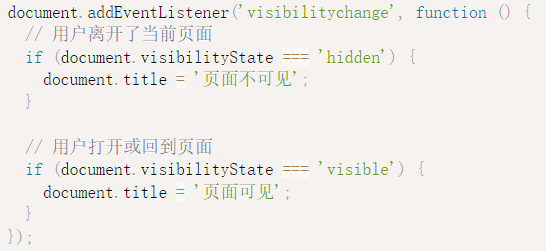 document.addEventListener('visibilitychange', function () {
  // 用户离开了当前页面
  if (document.visibilityState === 'hidden') {
    document.title = '页面不可见';
  }

  // 用户打开或回到页面
  if (document.visibilityState === 'visible') {
    document.title = '页面可见';
  }
});